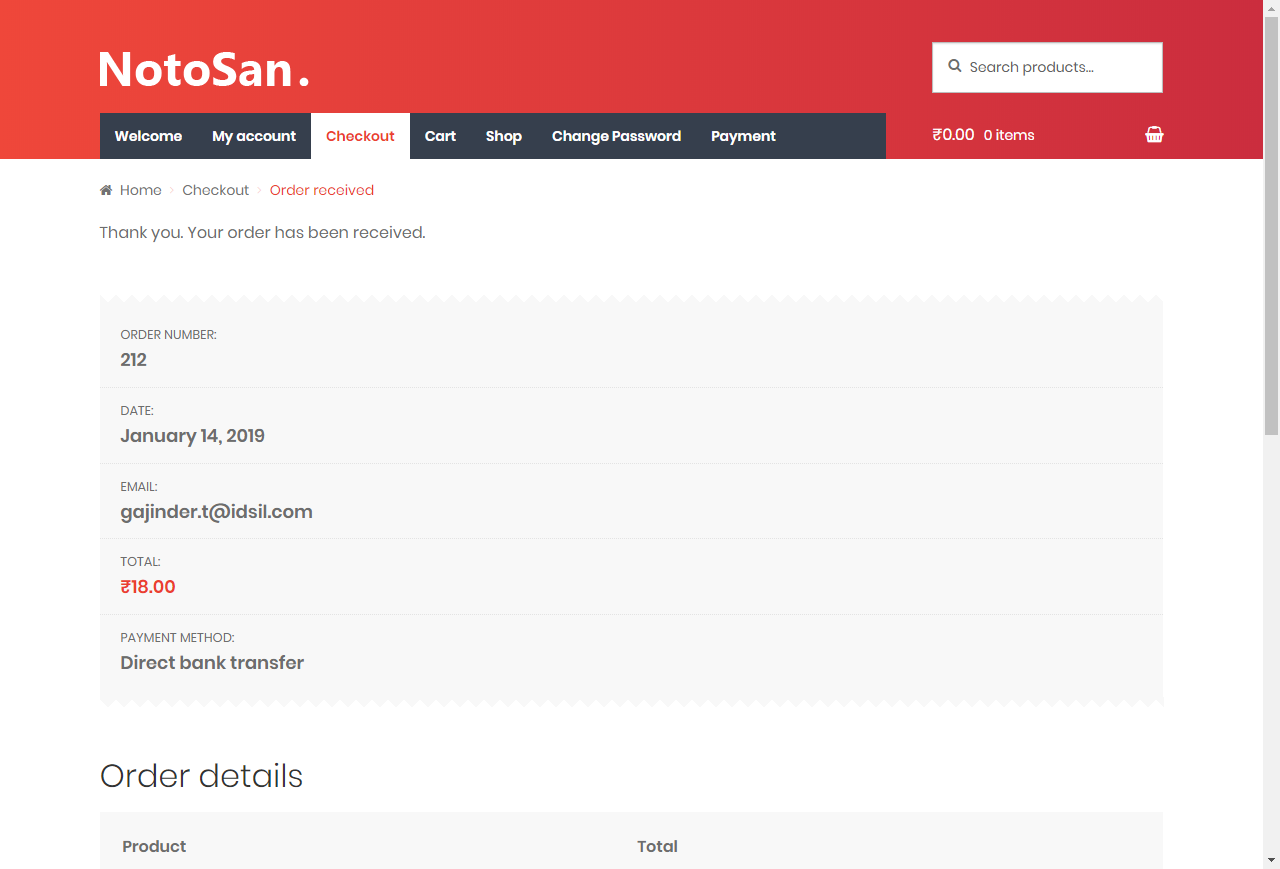 NotoSan.
Search products…
Welcome My account Checkout Cart Shop Change Password Payment
₹0.00 0 items
Home Checkout Order received
Thank you. Your order has been received.
ORDER NUMBER:
212
DATE:
January 14, 2019
EMAIL:
gajinder.t@idsil.com
TOTAL:
₹18.00
PAYMENT METHOD:
Direct bank transfer
Order details
Product Total